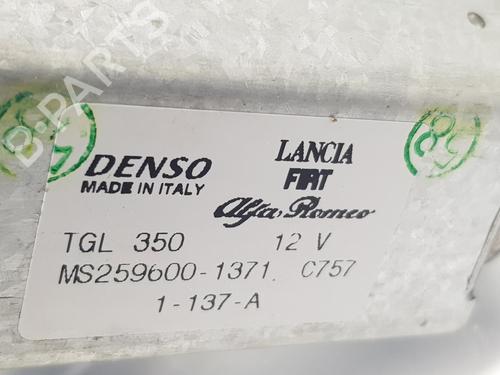 DENSO
MADE IN ITALY
LANCIA
FIAT
Alfa Romeo
TGL 350 12 V
MS259600-1371. C757
1-137-A
B-PARTS